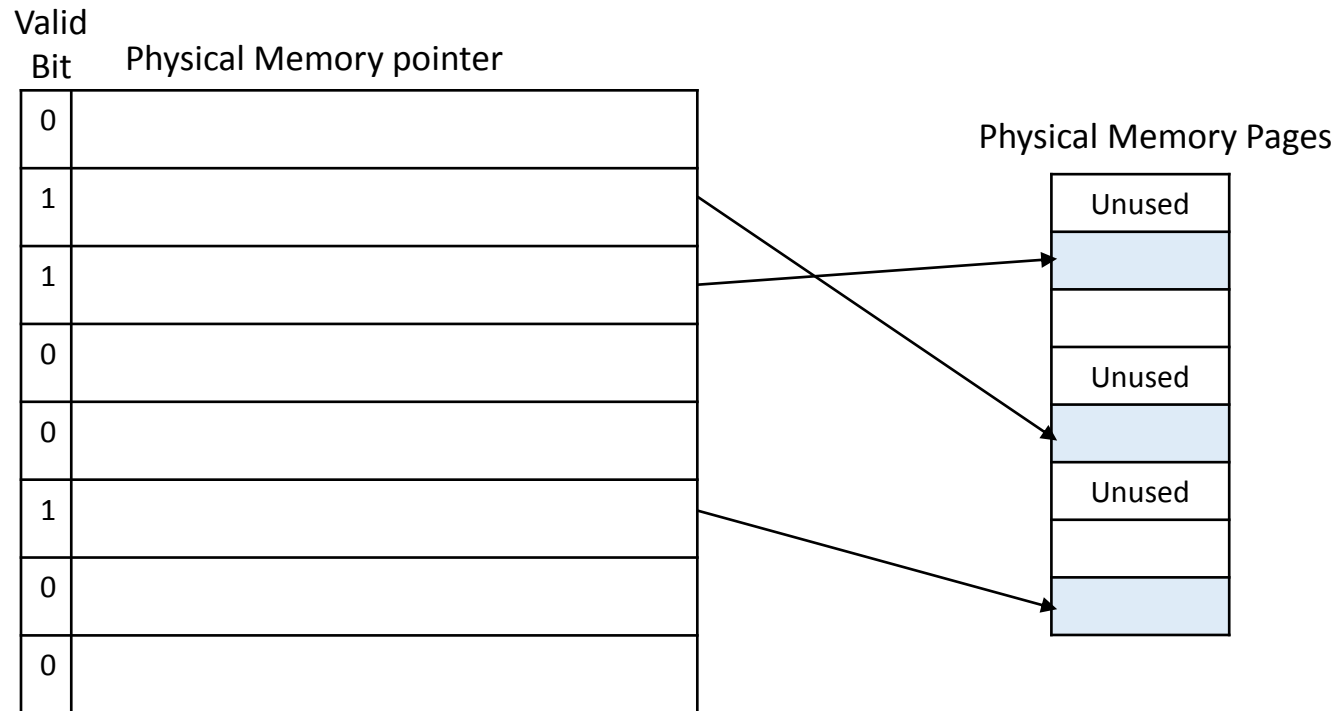 Valid
Bit
Physical Memory pointer
0
1
1
0
0
1
0
0
Physical Memory Pages
Unused
Unused
Unused